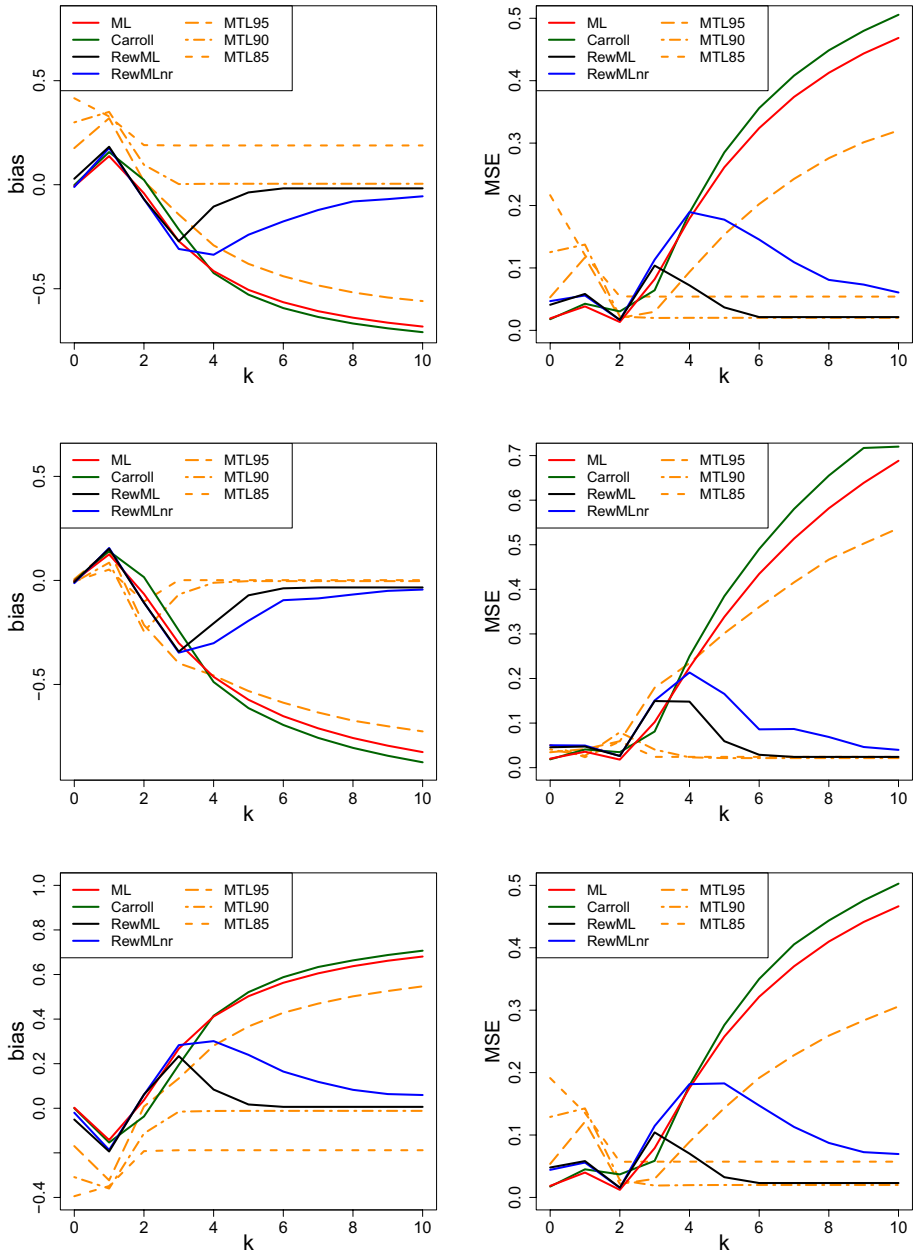 ML
Carroll
RewML
RewMLnr
MTL95
MTL90
MTL85
0.5
0.0
−0.5
bias
0 2 4 6 8 10
k
ML
Carroll
RewML
RewMLnr
MTL95
MTL90
MTL85
0.5
0.4
0.3
0.2
0.1
0.0
MSE
0 2 4 6 8 10
k
ML
Carroll
RewML
RewMLnr
MTL95
MTL90
MTL85
0.5
0.0
−0.5
bias
0 2 4 6 8 10
k
ML
Carroll
RewML
RewMLnr
MTL95
MTL90
MTL85
0.7
0.6
0.5
0.4
0.3
0.2
0.1
0.0
MSE
0 2 4 6 8 10
k
ML
Carroll
RewML
RewMLnr
MTL95
MTL90
MTL85
1.0
0.8
0.6
0.4
0.2
0.0
−0.4
bias
0 2 4 6 8 10
k
ML
Carroll
RewML
RewMLnr
MTL95
MTL90
MTL85
0.5
0.4
0.3
0.2
0.1
0.0
MSE
0 2 4 6 8 10
k